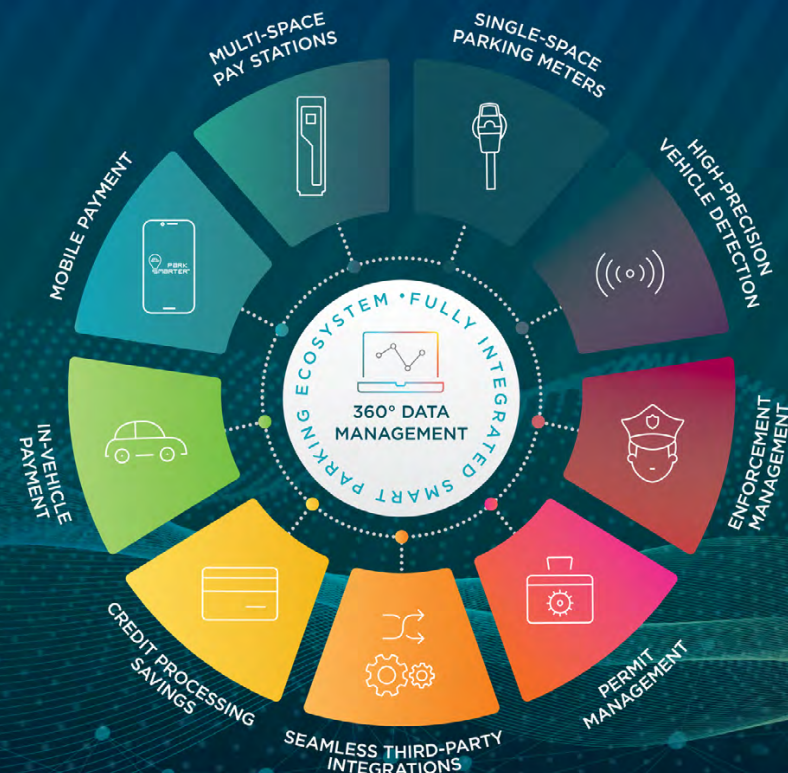 MULTI-SPACE
PAY STATIONS
SINGLE-SPACE
PARKING METERS
HIGH-PRECISION
VEHICLE DETECTION
ENFORCEMENT
MANAGEMENT
PERMIT
MANAGEMENT
SEAMLESS THIRD-PARTY
INTEGRATIONS
CREDIT PROCESSING
SAVINGS
IN-VEHICLE
PAYMENT
MOBILE PAYMENT
PARK
SMARTER™
•FULLY INTEGRATED SMART PARKING ECOSYSTEM
360° DATA
MANAGEMENT